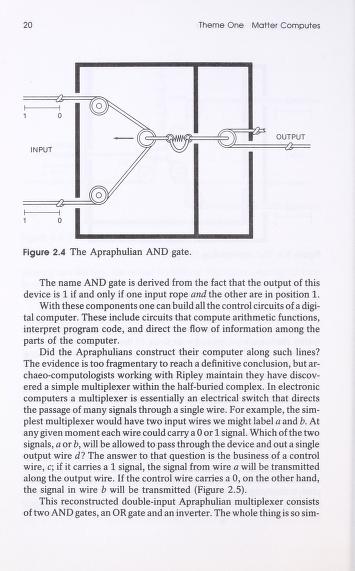 20
Theme One Matter Computes
1 0
INPUT
OUTPUT
1 0
Figure 2.4 The Apraphulian AND gate.
The name AND gate is derived from the fact that the output of this
device is 1 if and only if one input rope and the other are in position 1.
With these components one can build all the control circuits of a digi-
tal computer. These include circuits that compute arithmetic functions,
interpret program code, and direct the flow of information among the
parts of the computer.
Did the Apraphulians construct their computer along such lines?
The evidence is too fragmentary to reach a definitive conclusion, but ar-
chaeo-computologists working with Ripley maintain they have discov-
ered a simple multiplexer within the half-buried complex. In electronic
computers a multiplexer is essentially an electrical switch that directs
the passage of many signals through a single wire. For example, the sim-
plest multiplexer would have two input wires we might label a and b. At
any given moment each wire could carry a 0 or 1 signal. Which of the two
signals, a or b, will be allowed to pass through the device and out a single
output wire d? The answer to that question is the business of a control
wire, c; if it carries a 1 signal, the signal from wire a will be transmitted
along the output wire. If the control wire carries a 0, on the other hand,
the signal in wire b will be transmitted (Figure 2.5).
This reconstructed double-input Apraphulian multiplexer consists
of two AND gates, an OR gate and an inverter. The whole thing is so sim-